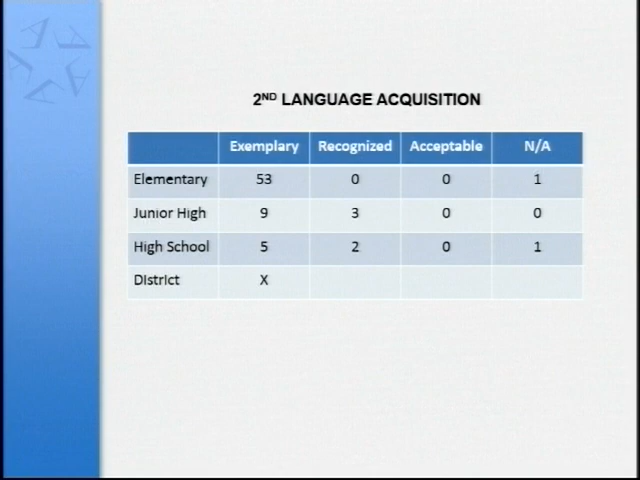 2ND LANGUAGE ACQUISITION
Exemplary Recognized Acceptable N/A
Elementary 53 0 0 1
Junior High 9 3 0 0
High School 5 2 0 1
District X